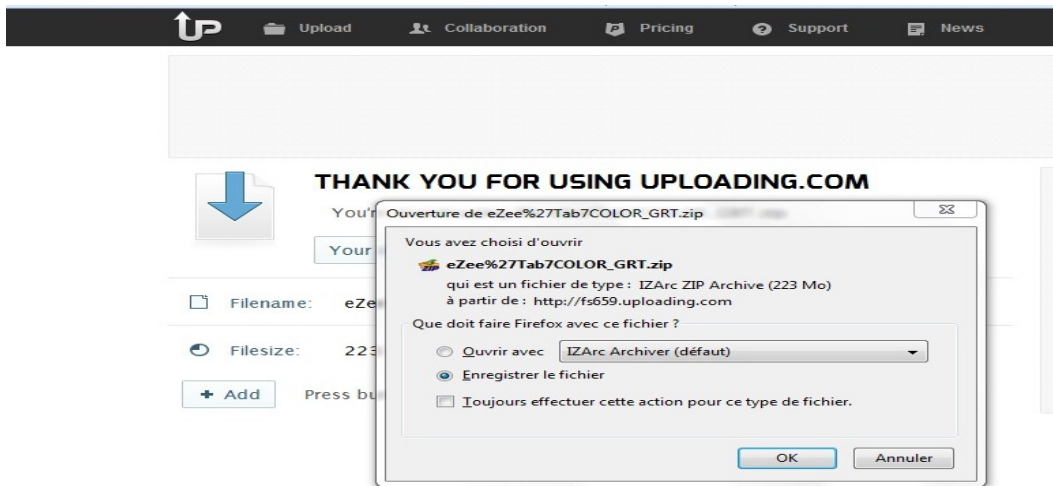 UP Upload Collaboration Pricing Support News
THANK YOU FOR USING UPLOADING.COM
Ouverture de eZee%27Tab7COLOR_GRT.zip
Your
Vous avez choisi d'ouvrir
eZee%27Tab7COLOR_GRT.zip
qui est un fichier de type : IZArc ZIP Archive (223 Mo)
à partir de : http://fs659.uploading.com
Filename:
Que doit faire Firefox avec ce fichier ?
Filesize: 223
Ouvrir avec IZArc Archiver (défaut)
Enregistrer le fichier
+ Add Press
Toujours effectuer cette action pour ce type de fichier.
OK Annuler